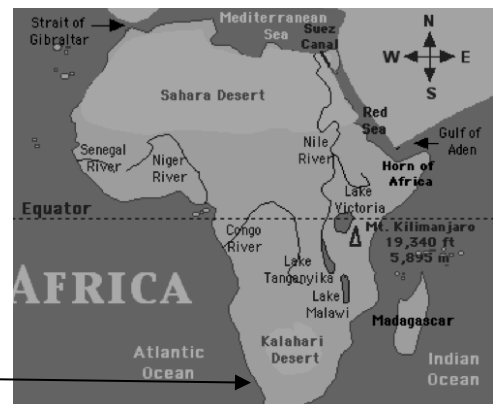 Strait of
Gibraltar
Mediterranean
Sea
Suez
Canal
N
W
E
S
Sahara Desert
Red
Sea
Gulf of
Aden
Senegal
River
Niger
River
Nile
River
Horn of
Africa
Lake
Victoria
Equator
Mt. Kilimanjaro
19,340 ft
5,895 m
Congo
River
Lake
Tanganyika
AFRICA
Lake
Malawi
Madagascar
Kalahari
Desert
Atlantic
Ocean
Indian
Ocean